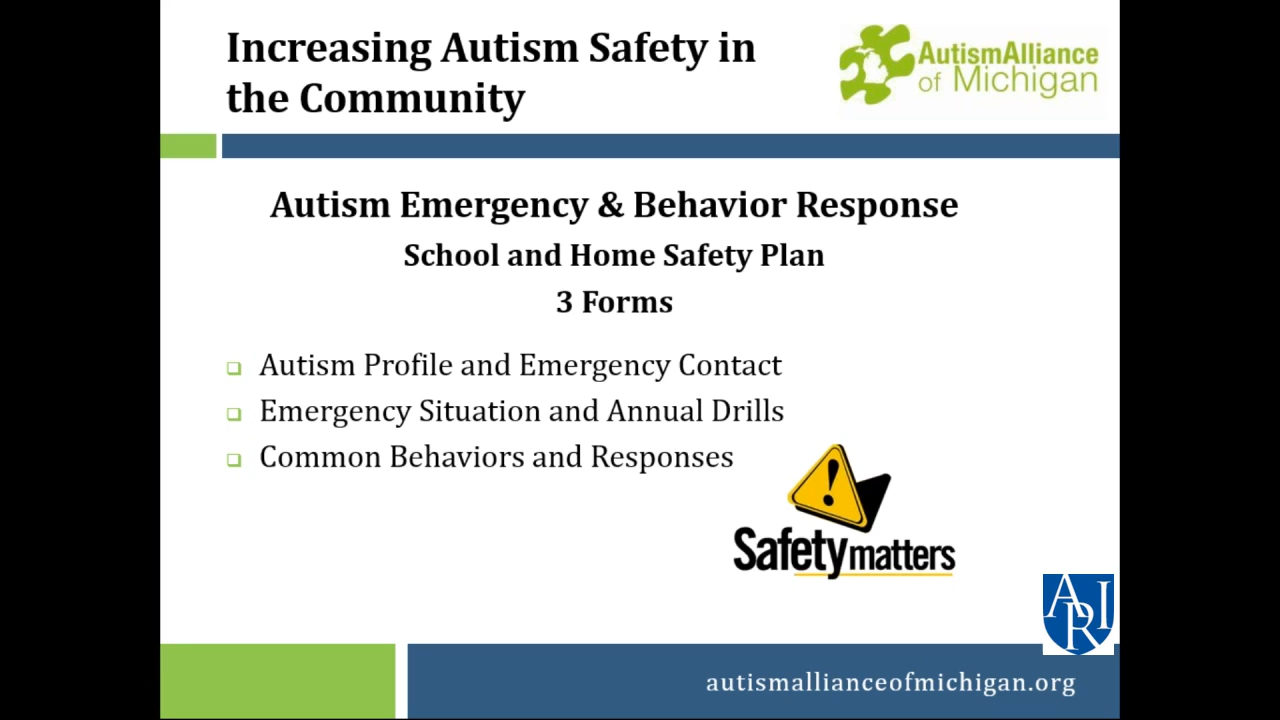 Increasing Autism Safety in
the Community
AutismAlliance
of Michigan
Autism Emergency & Behavior Response
School and Home Safety Plan
3 Forms
Autism Profile and Emergency Contact
Emergency Situation and Annual Drills
Common Behaviors and Responses
!
Safety matters
ARI
autismallianceofmichigan.org